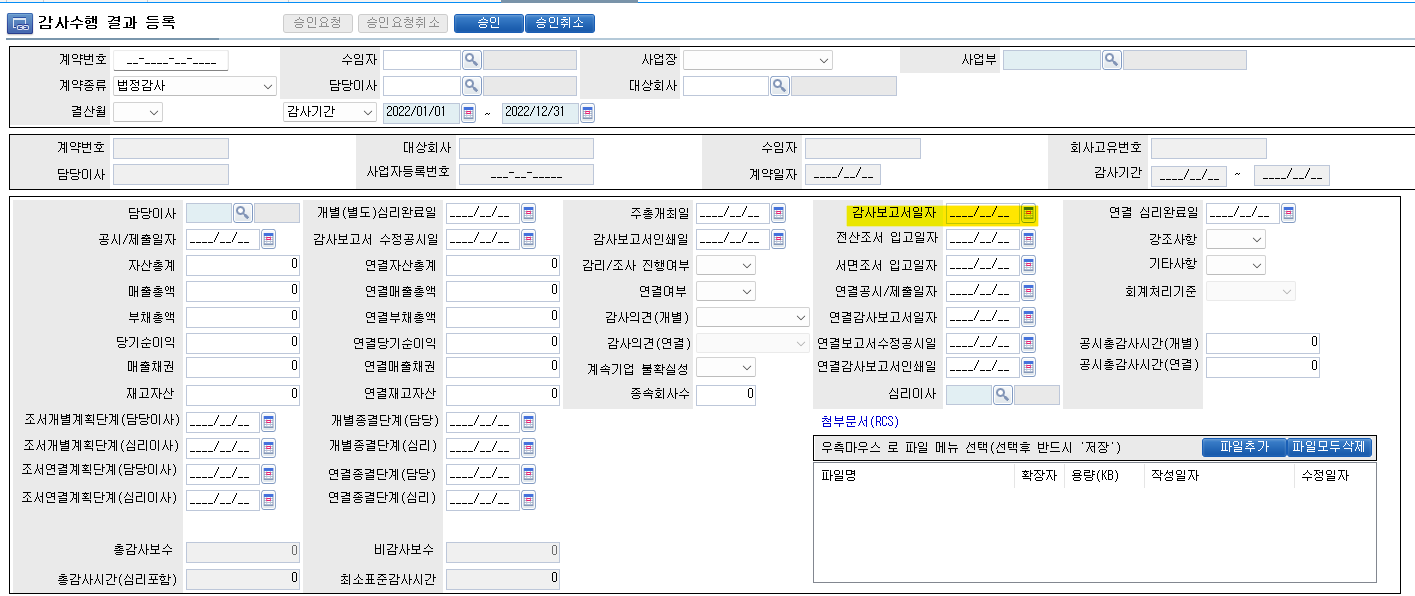 감사수행 결과 등록 승인요청 승인요청취소 승인 승인취소
계약번호 __-____-__-____ 수임자 사업장 사업부
계약종류 법정감사 담당이사 대상회사
결산월 감사기간 2022/01/01 ~ 2022/12/31
계약번호 대상회사 수임자 회사고유번호
담당이사 사업자등록번호 ___-__-_____ 계약일자 ____/__/__ 감사기간 ____/__/__ ~ ____/__/__
담당이사 개별(별도)심리완료일 ____/__/__ 주총개최일 ____/__/__ 감사보고서일자 ____/__/__ 연결 심리완료일 ____/__/__
공시/제출일자 ____/__/__ 감사보고서 수정공시일 ____/__/__ 감사보고서인쇄일 ____/__/__ 전산조서 입고일자 ____/__/__ 강조사항
자산총계 0 연결자산총계 0 감리/조사 진행여부 서면조서 입고일자 ____/__/__ 기타사항
매출총액 0 연결매출총액 0 연결여부 연결공시/제출일자 ____/__/__ 회계처리기준
부채총액 0 연결부채총액 0 감사의견(개별) 연결감사보고서일자 ____/__/__
당기순이익 0 연결당기순이익 0 감사의견(연결) 연결보고서수정공시일 ____/__/__ 공시총감사시간(개별) 0
매출채권 0 연결매출채권 0 계속기업 불확실성 연결감사보고서인쇄일 ____/__/__ 공시총감사시간(연결) 0
재고자산 0 연결재고자산 0 종속회사수 0 심리이사
조서개별계획단계(담당이사) ____/__/__ 개별종결단계(담당) ____/__/__ 첨부문서(RCS)
조서개별계획단계(심리이사) ____/__/__ 개별종결단계(심리) ____/__/__ 우측마우스 로 파일 메뉴 선택(선택후 반드시 '저장') 파일추가 파일모두삭제
조서연결계획단계(담당이사) ____/__/__ 연결종결단계(담당) ____/__/__ 파일명 확장자 용량(KB) 작성일자 수정일자
조서연결계획단계(심리이사) ____/__/__ 연결종결단계(심리) ____/__/__
총감사보수 0 비감사보수 0
총감사시간(심리포함) 0 최소표준감사시간 0